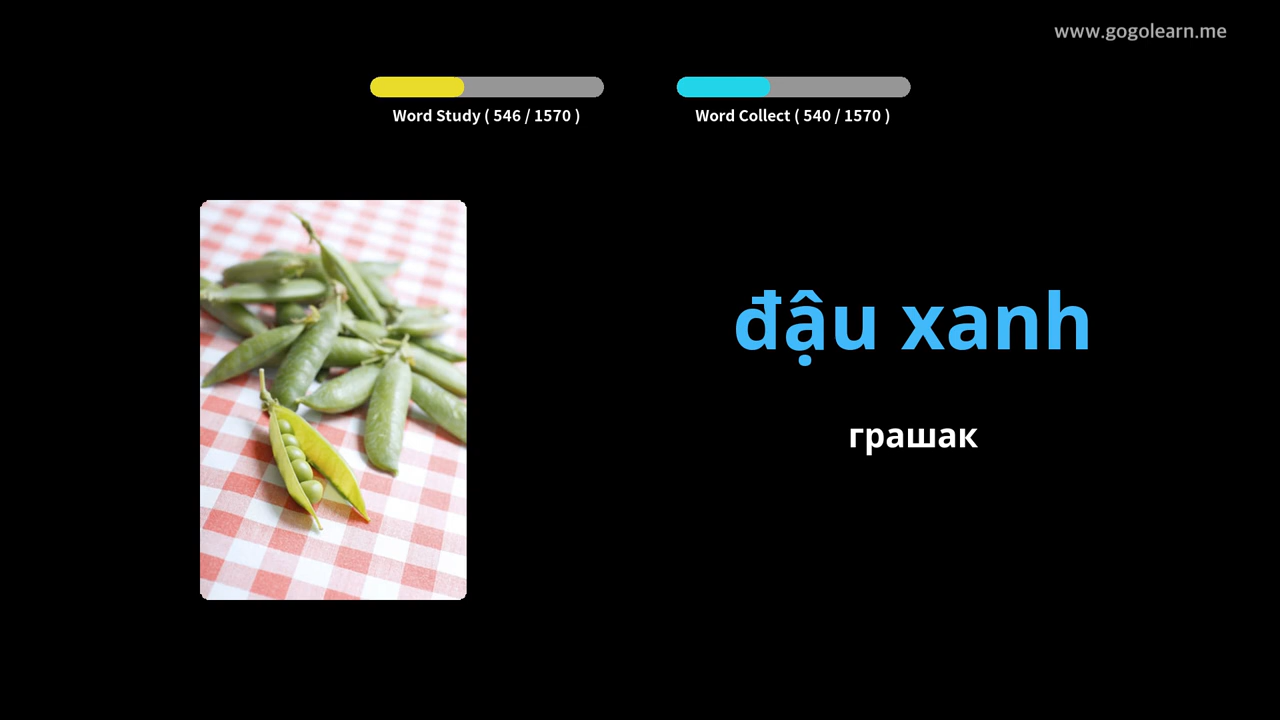 www.gogolearn.me
Word Study ( 546 / 1570 )
Word Collect ( 540 / 1570 )
đậu xanh
грашак